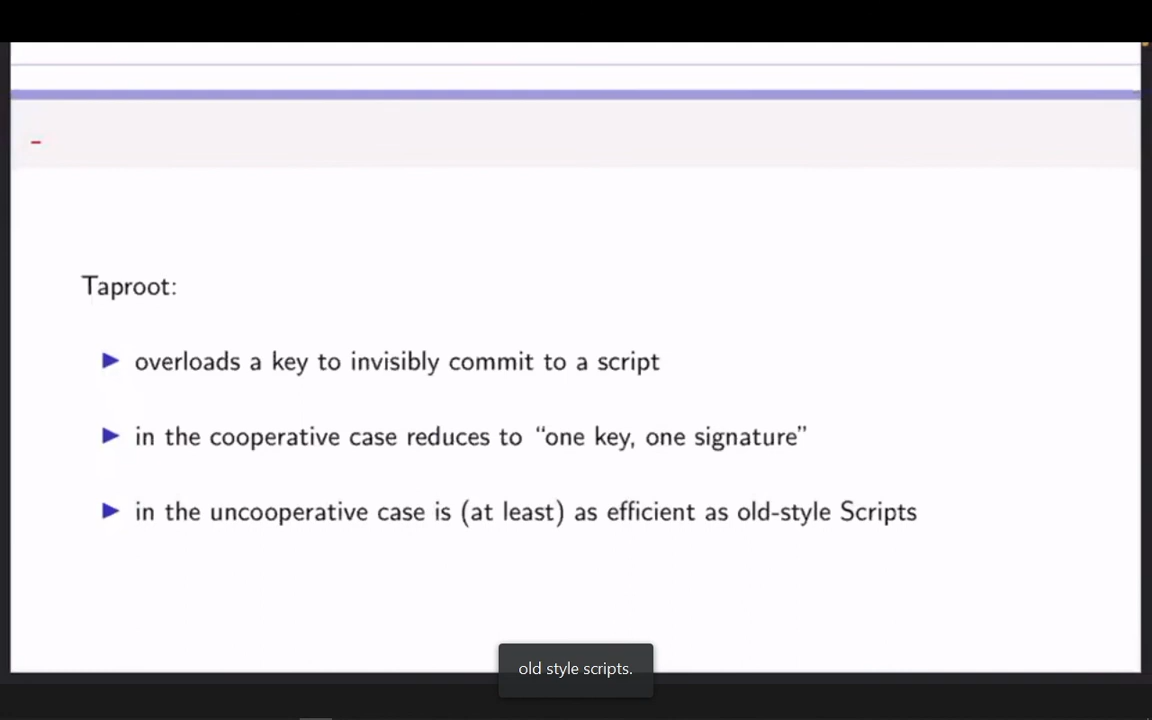 Taproot:
overloads a key to invisibly commit to a script
in the cooperative case reduces to “one key, one signature”
in the uncooperative case is (at least) as efficient as old-style Scripts
old style scripts.